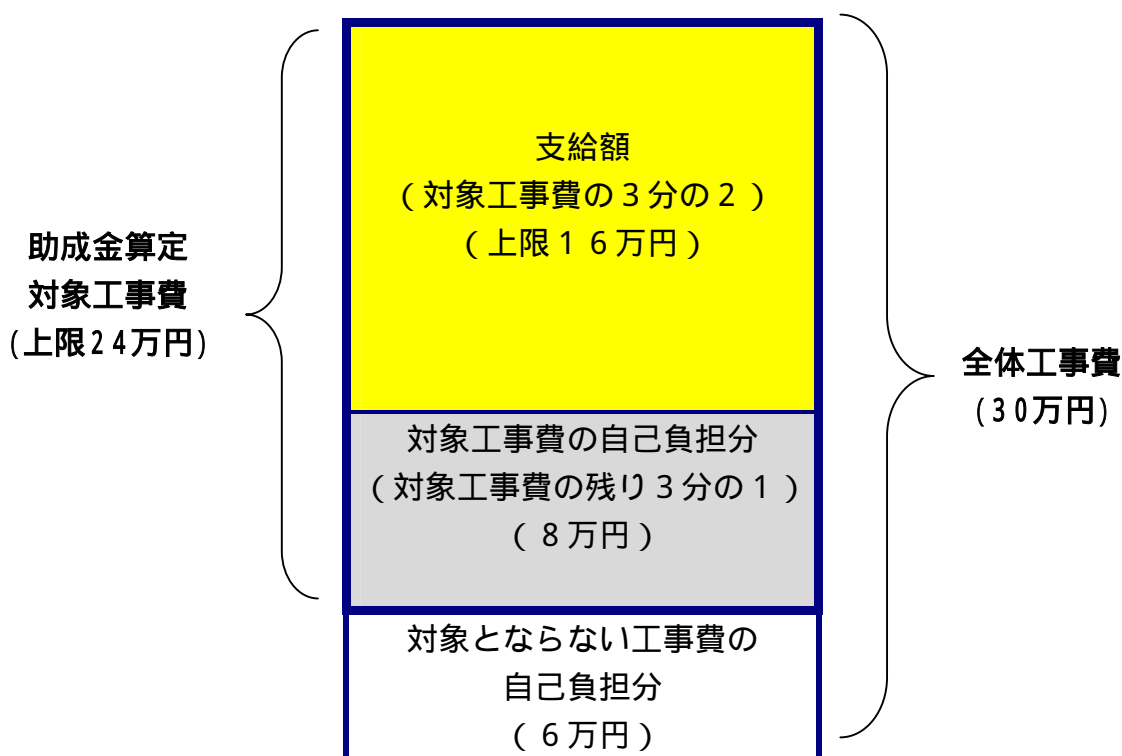 支給額
（対象工事費の３分の２）
（上限１６万円）
助成金算定
対象工事費
(上限24万円)
全体工事費
(30万円)
対象工事費の自己負担分
（対象工事費の残り３分の１）
（８万円）
対象とならない工事費の
自己負担分
（６万円）